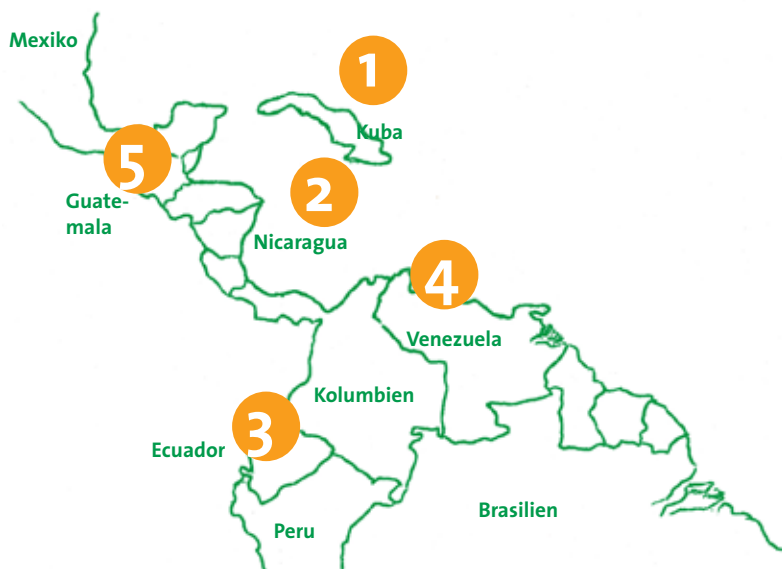 Mexiko
1
Kuba
5
2
Guate-
mala
Nicaragua
4
Venezuela
Kolumbien
3
Ecuador
Brasilien
Peru